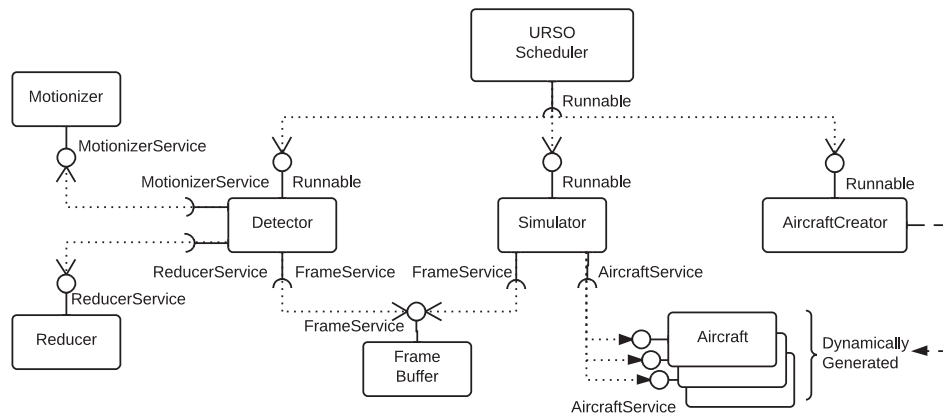 URSO
Scheduler
Runnable
Motionizer
MotionizerService
MotionizerService
Runnable
Runnable
Runnable
Detector
Simulator
AircraftCreator
ReducerService
FrameService
FrameService
AircraftService
ReducerService
FrameService
Reducer
Frame
Buffer
Aircraft
Dynamically
Generated
AircraftService